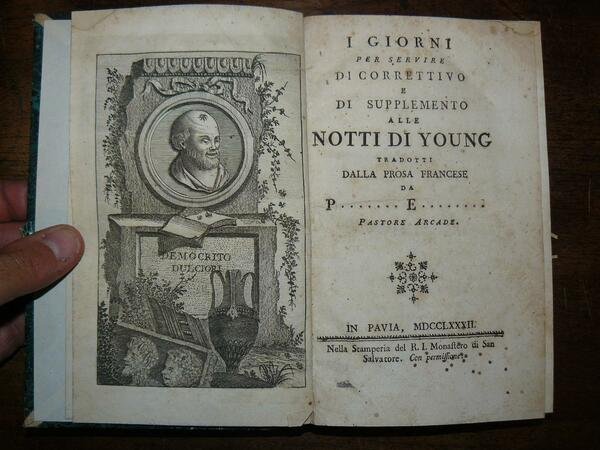 DEMOCRITO
DULCIORI
I GIORNI
PER SERVIRE
DI CORRETTIVO
E
DI SUPPLEMENTO
ALLE
NOTTI DI YOUNG
TRADOTTI
DALLA PROSA FRANCESE
DA
P........ E.........
PASTORE ARCADE.
IN PAVIA, MDCCLXXXII.
Nella Stamperia del R. I. Monastero di San
Salvatore. Con permissione.